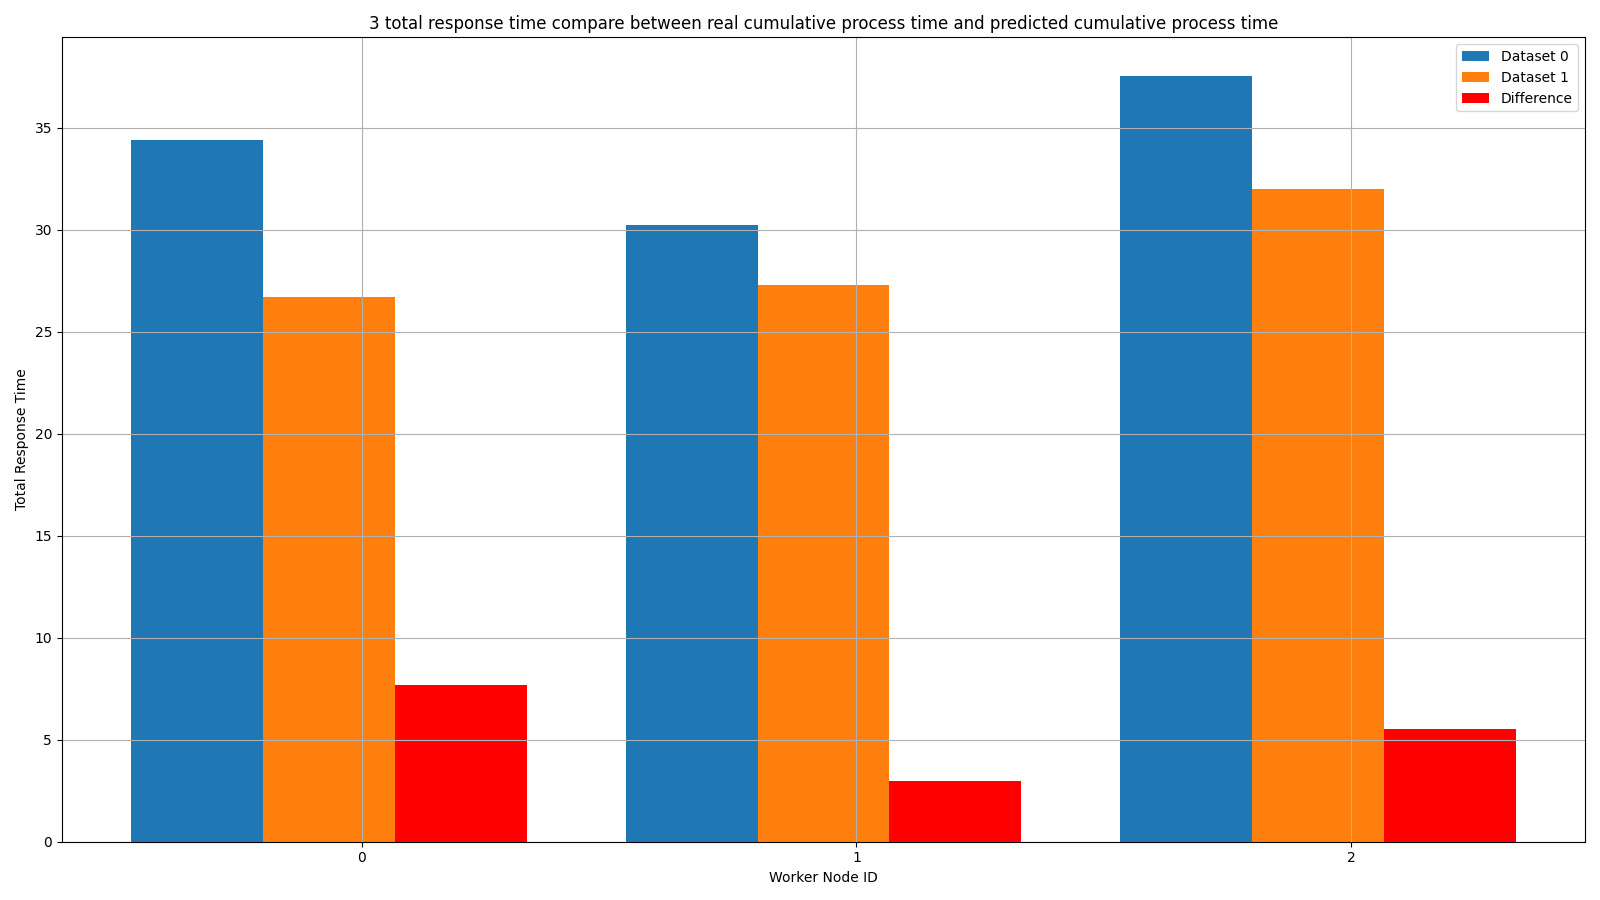 3 total response time compare between real cumulative process time and predicted cumulative process time
Dataset 0
Dataset 1
Difference
Total Response Time
35
30
25
20
15
10
5
0
0 1 2
Worker Node ID